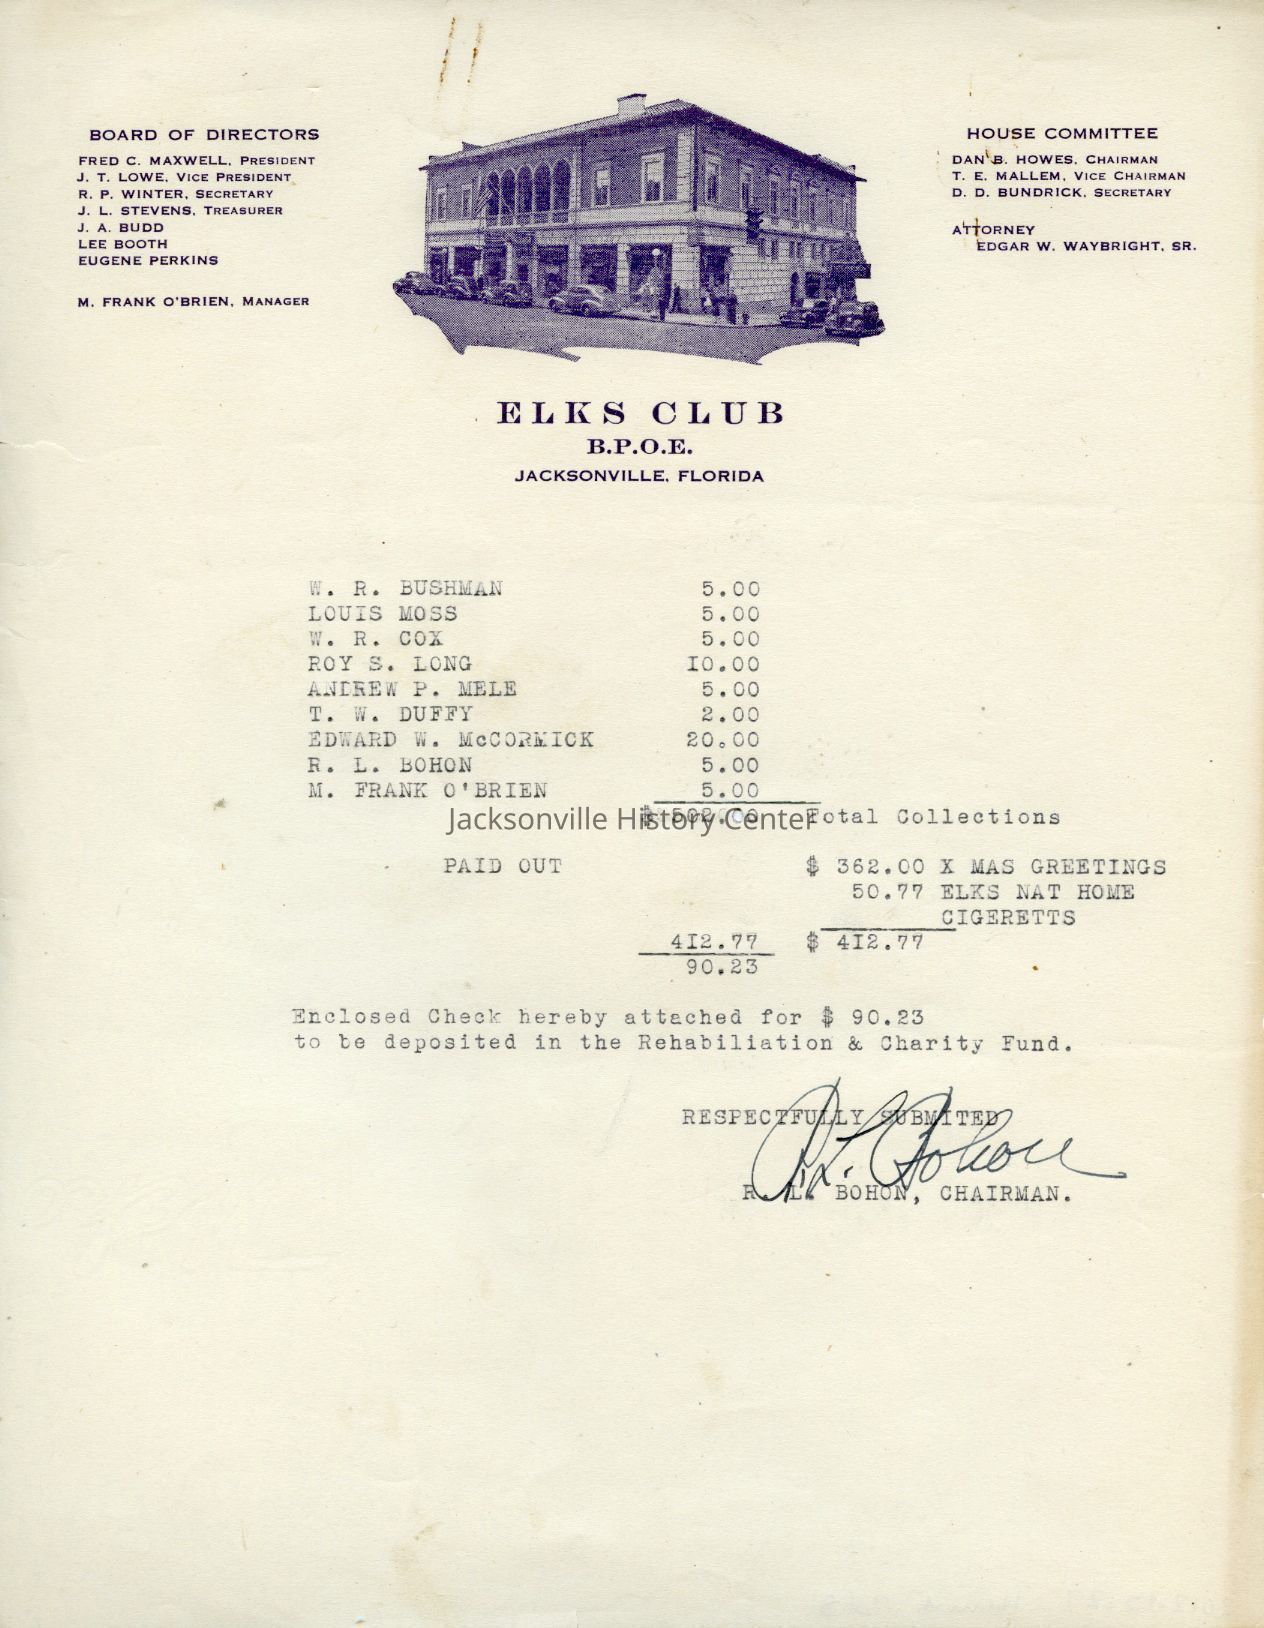 BOARD OF DIRECTORS
FRED C. MAXWELL, PRESIDENT
J. T. LOWE, VICE PRESIDENT
R. P. WINTER, SECRETARY
J. L. STEVENS, TREASURER
J. A. BUDD
LEE BOOTH
EUGENE PERKINS
M. FRANK O'BRIEN, MANAGER
HOUSE COMMITTEE
DAN B. HOWES, CHAIRMAN
T. E. MALLEM, VICE CHAIRMAN
D. D. BUNDRICK, SECRETARY
ATTORNEY
EDGAR W. WAYBRIGHT, SR.
ELKS CLUB
B.P.O.E.
JACKSONVILLE, FLORIDA
W. R. BUSHMAN 5.00
LOUIS MOSS 5.00
W. R. COX 5.00
ROY S. LONG I0.00
ANDREW P. MELE 5.00
T. W. DUFFY 2.00
EDWARD W. McCORMICK 20.00
R. L. BOHON 5.00
M. FRANK O'BRIEN 5.00
$ Total Collections
Jacksonville History Center
PAID OUT $ 362.00 X MAS GREETINGS
50.77 ELKS NAT HOME
CIGERETTS
4I2.77 $ 4I2.77
90.23
Enclosed Check hereby attached for $ 90.23
to be deposited in the Rehabiliation & Charity Fund.
RESPECTFULLY SUBMITED
R. L. Bohon
R. L. BOHON, CHAIRMAN.